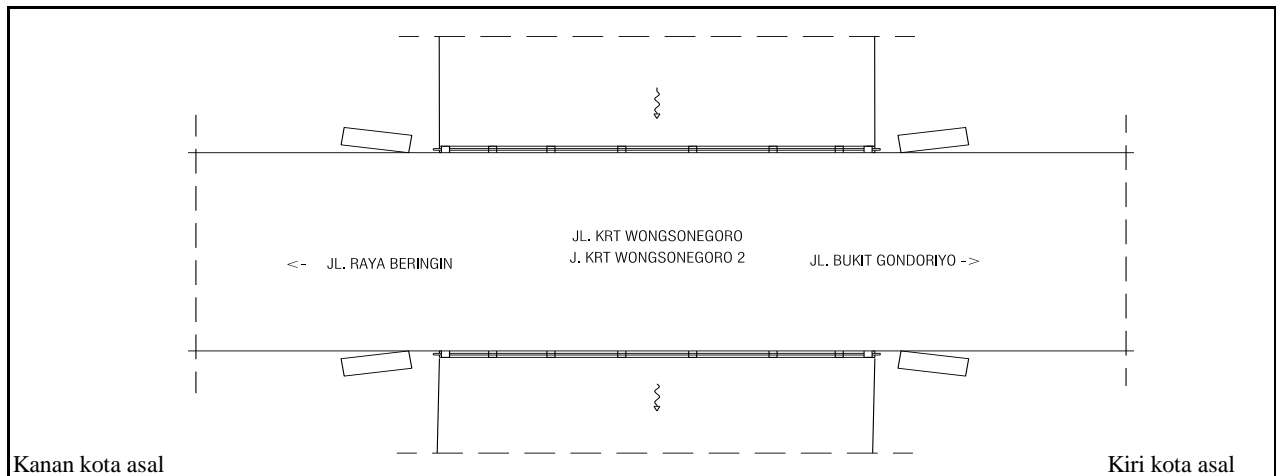 JL. KRT WONGSONEGORO
J. KRT WONGSONEGORO 2
<- JL. RAYA BERINGIN
JL. BUKIT GONDORIYO ->
Kanan kota asal
Kiri kota asal